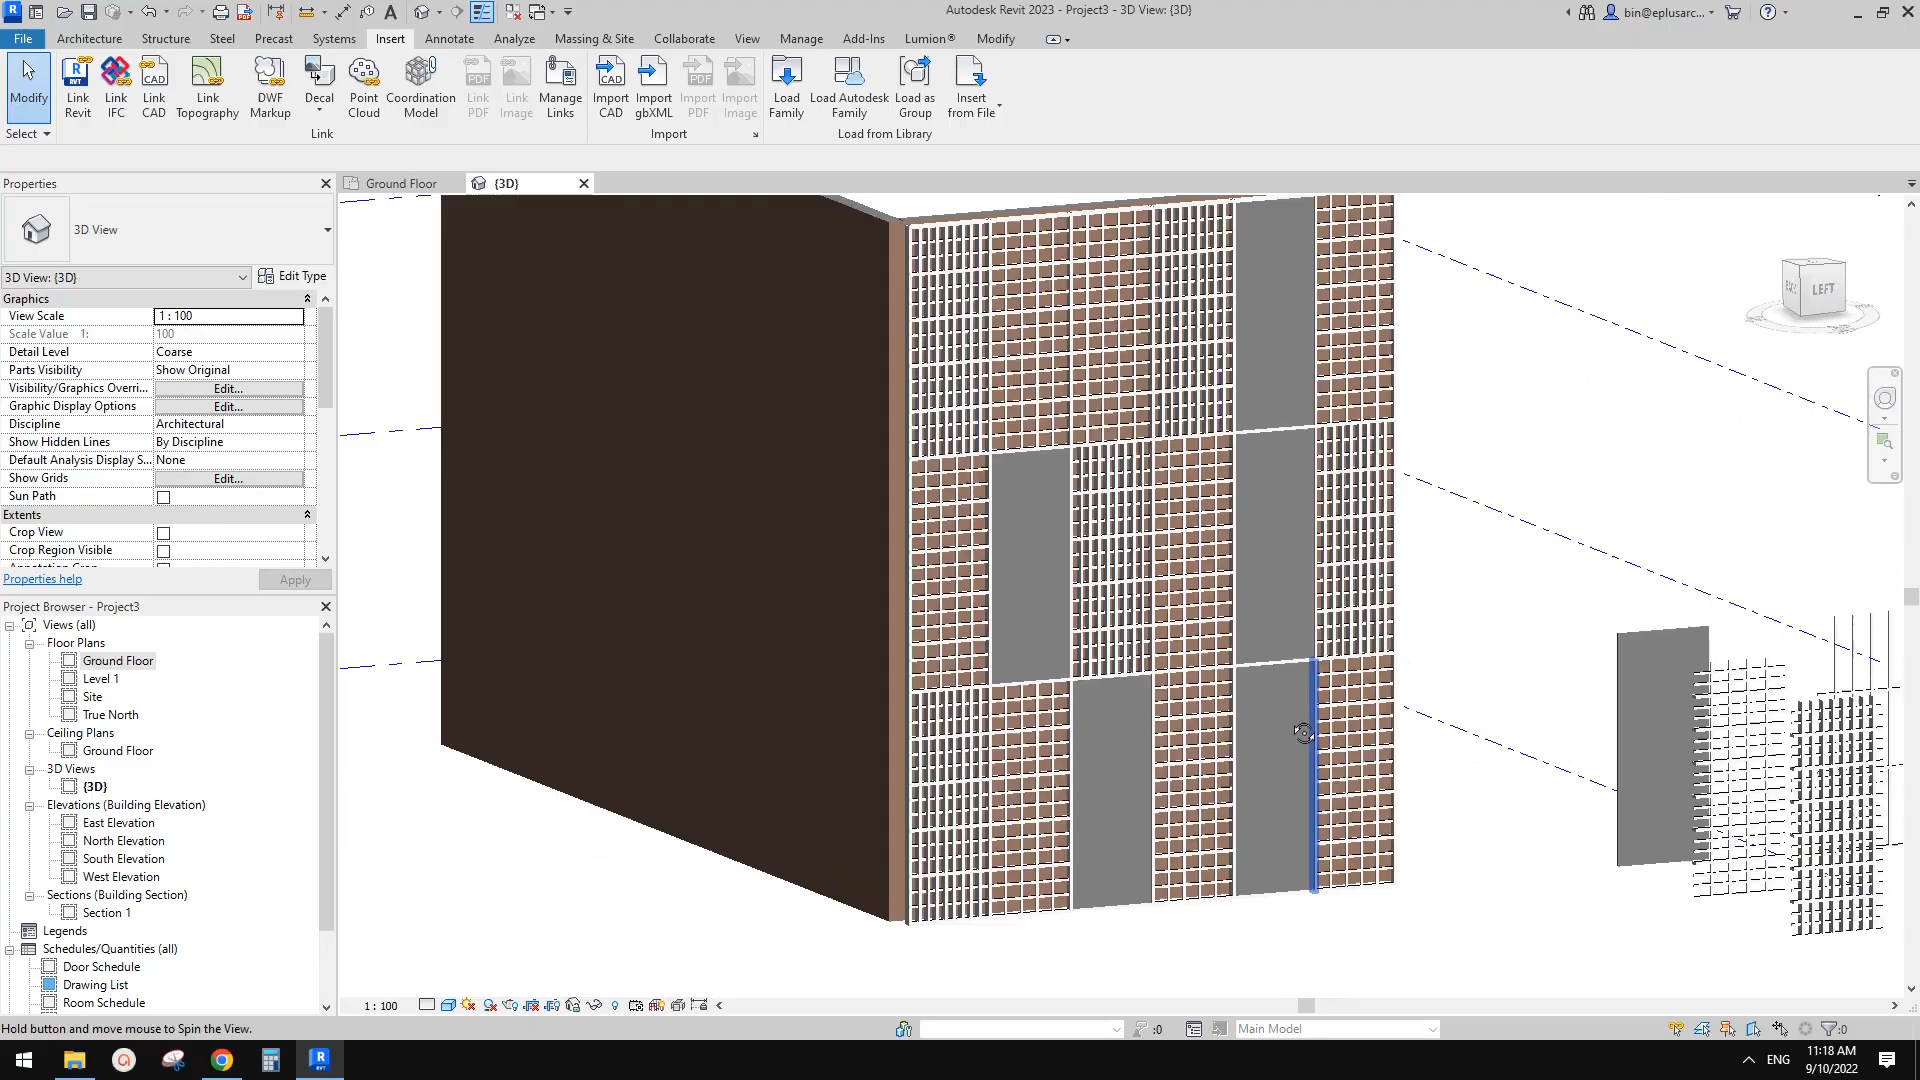 Autodesk Revit 2023 - Project3 - 3D View: {3D}
bin@eplusarc...
File Architecture Structure Steel Precast Systems Insert Annotate Analyze Massing & Site Collaborate View Manage Add-Ins Lumion® Modify
Modify
Link Revit
Link IFC
Link CAD
Link Topography
DWF Markup
Decal
Point Cloud
Coordination Model
Link PDF
Link Image
Manage Links
Import CAD
Import gbXML
Import PDF
Import Image
Load Family
Load Autodesk Family
Load as Group
Insert from File
Select
Link
Import
Load from Library
Properties
Ground Floor
{3D}
3D View
3D View: {3D}
Edit Type
Graphics
View Scale 1 : 100
Scale Value 1: 100
Detail Level Coarse
Parts Visibility Show Original
Visibility/Graphics Overri... Edit...
Graphic Display Options Edit...
Discipline Architectural
Show Hidden Lines By Discipline
Default Analysis Display S... None
Show Grids Edit...
Sun Path
Extents
Crop View
Crop Region Visible
Properties help
Apply
Project Browser - Project3
Views (all)
Floor Plans
Ground Floor
Level 1
Site
True North
Ceiling Plans
Ground Floor
3D Views
{3D}
Elevations (Building Elevation)
East Elevation
North Elevation
South Elevation
West Elevation
Sections (Building Section)
Section 1
Legends
Schedules/Quantities (all)
Door Schedule
Drawing List
Room Schedule
LEFT
1 : 100
Hold button and move mouse to Spin the View.
:0
Main Model
:0
ENG
11:18 AM
9/10/2022